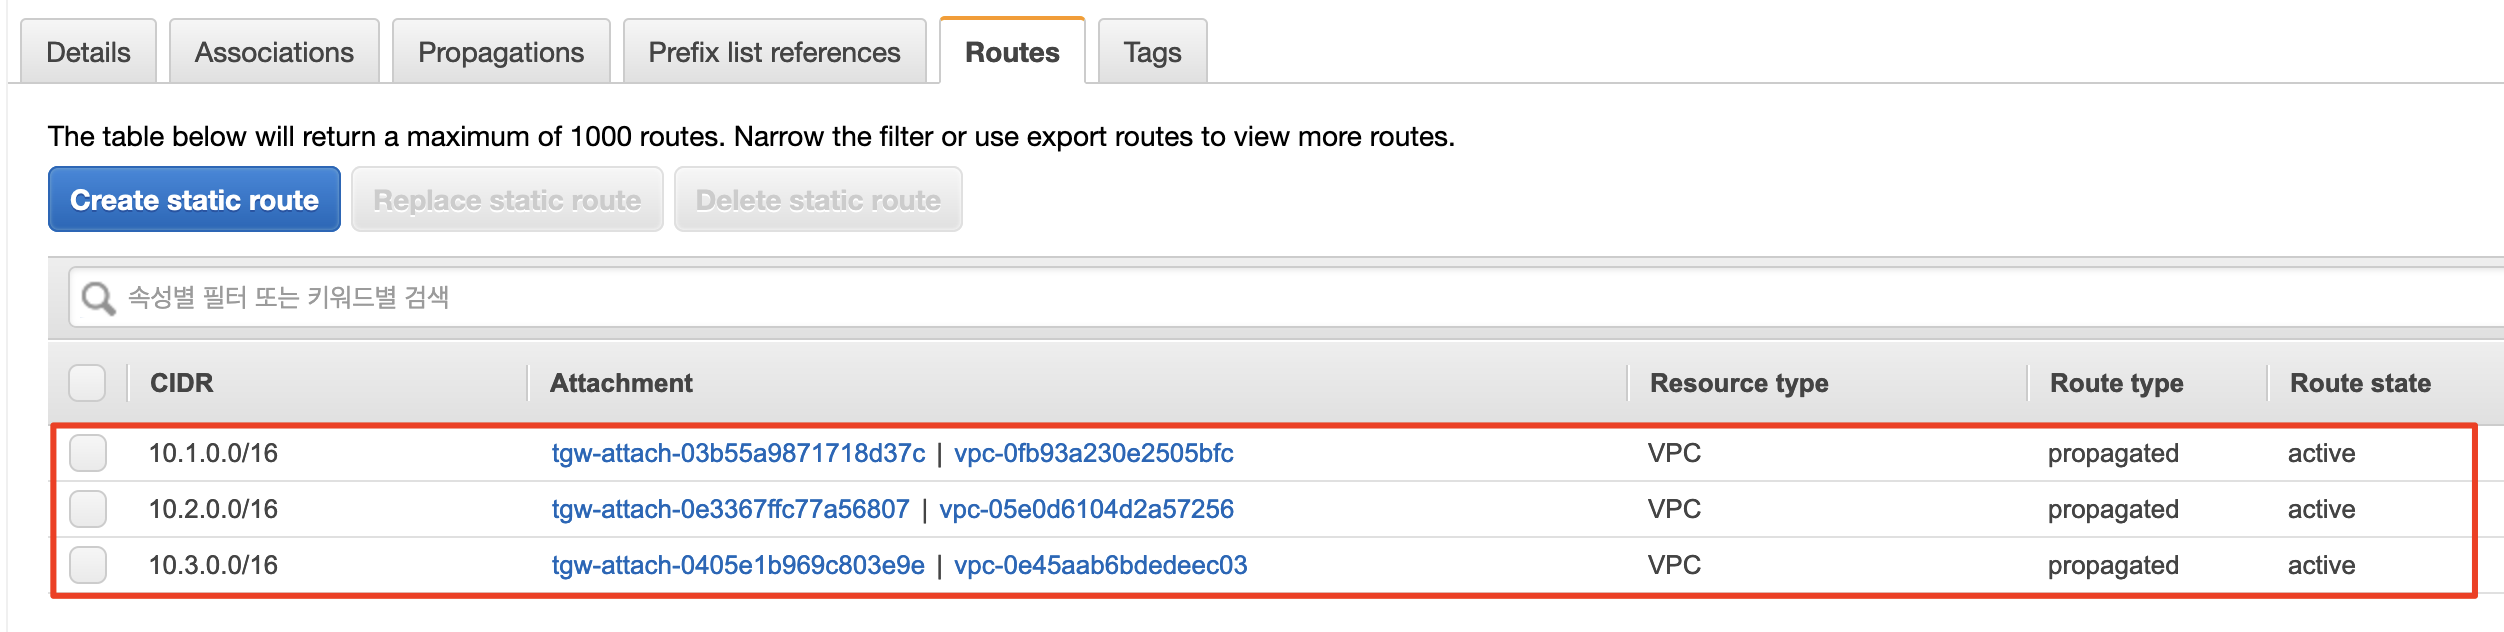 Details Associations Propagations Prefix list references Routes Tags
The table below will return a maximum of 1000 routes. Narrow the filter or use export routes to view more routes.
Create static route Replace static route Delete static route
속성별 필터 또는 키워드별 검색
CIDR Attachment Resource type Route type Route state
10.1.0.0/16 tgw-attach-03b55a9871718d37c | vpc-0fb93a230e2505bfc VPC propagated active
10.2.0.0/16 tgw-attach-0e3367ffc77a56807 | vpc-05e0d6104d2a57256 VPC propagated active
10.3.0.0/16 tgw-attach-0405e1b969c803e9e | vpc-0e45aab6bdedeec03 VPC propagated active